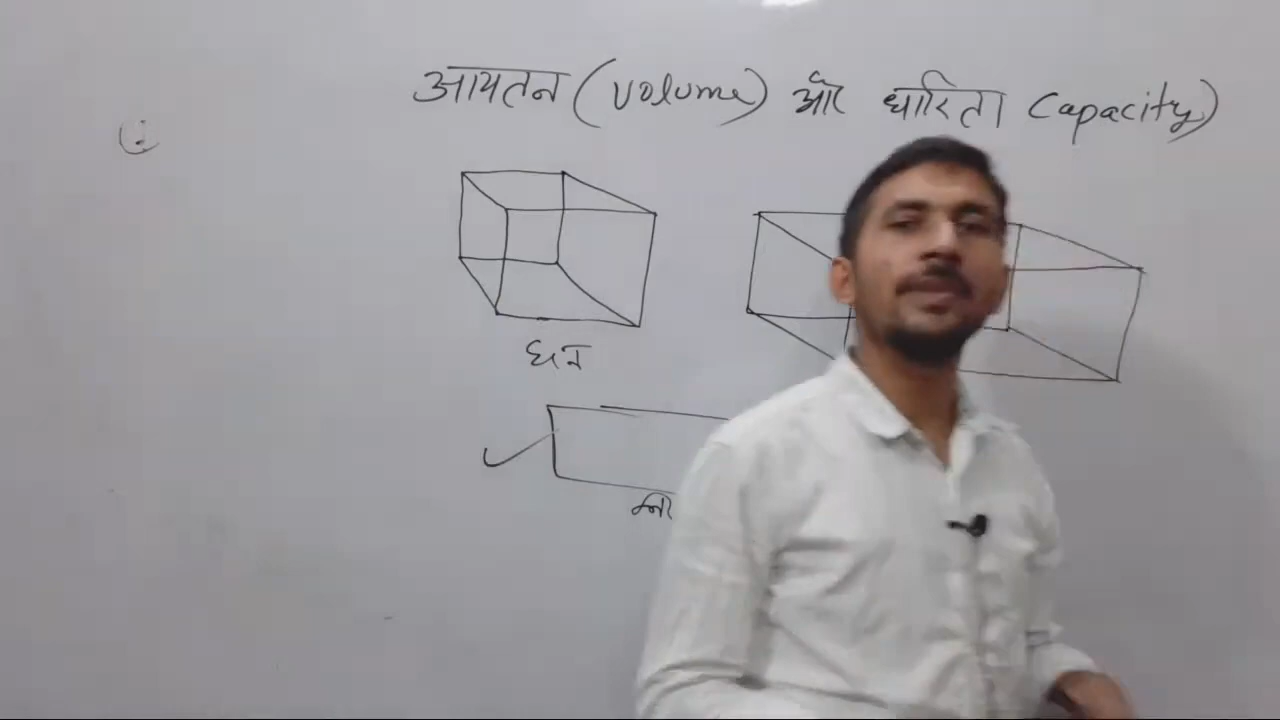 आयतन (volume) और धारिता capacity)
घन